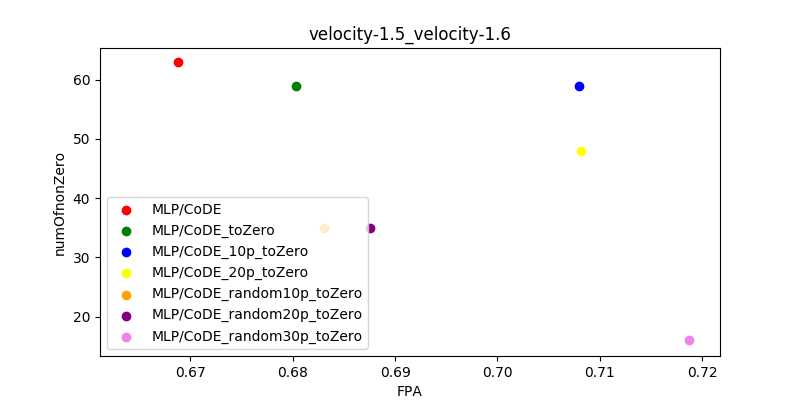 velocity-1.5_velocity-1.6
numOfnonZero
60
50
40
30
20
MLP/CoDE
MLP/CoDE_toZero
MLP/CoDE_10p_toZero
MLP/CoDE_20p_toZero
MLP/CoDE_random10p_toZero
MLP/CoDE_random20p_toZero
MLP/CoDE_random30p_toZero
0.67 0.68 0.69 0.70 0.71 0.72
FPA